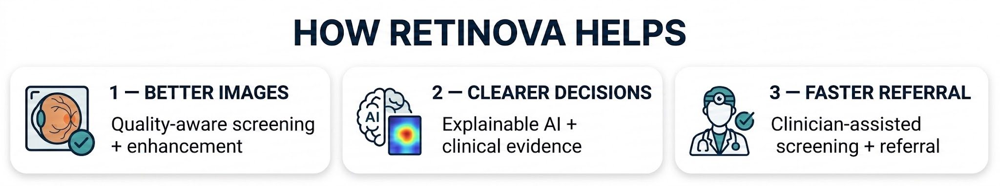 HOW RETINOVA HELPS
1 — BETTER IMAGES
Quality-aware screening
+ enhancement
AI
2 — CLEARER DECISIONS
Explainable AI +
clinical evidence
3 — FASTER REFERRAL
Clinician-assisted
screening + referral